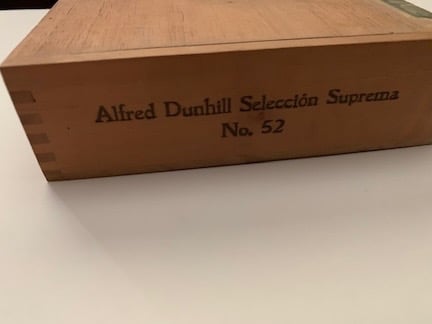 Alfred Dunhill Selección Suprema
No. 52